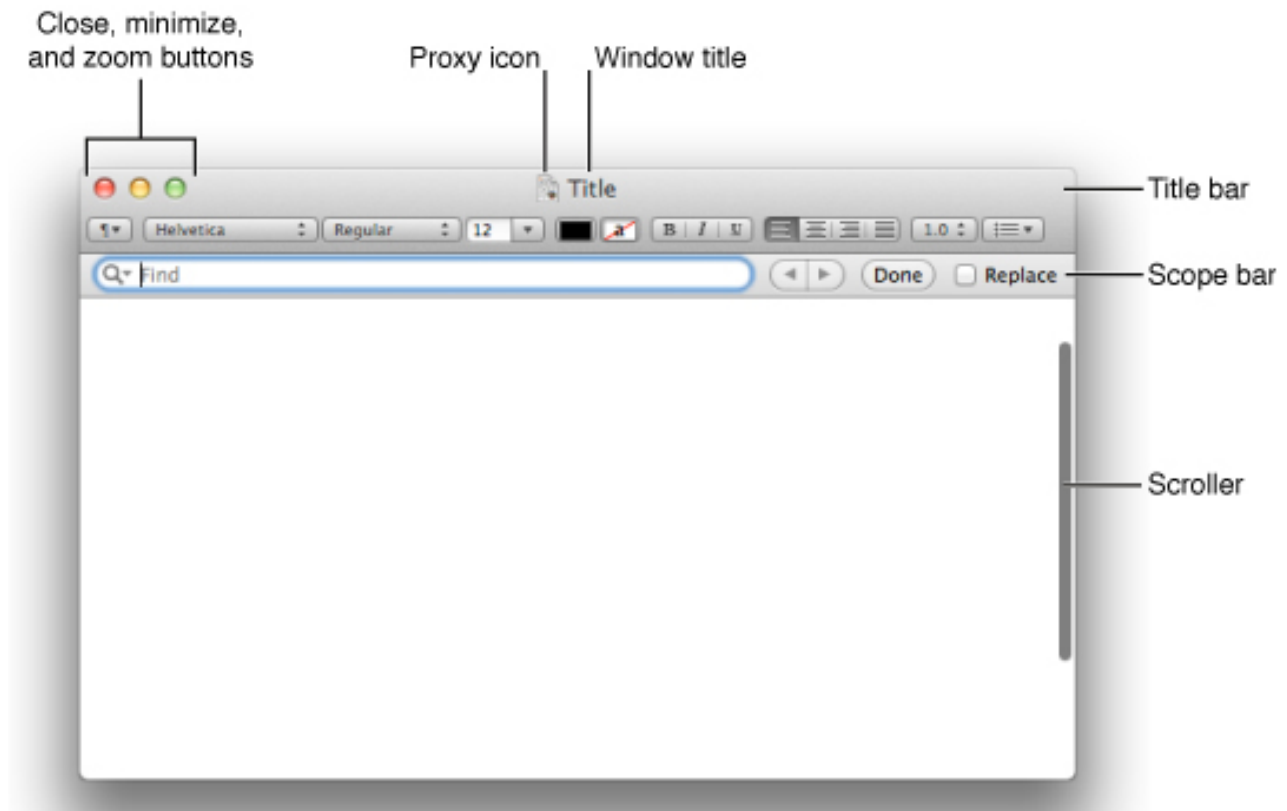 Close, minimize,
and zoom buttons
Proxy icon
Window title
Title
Title bar
¶
Helvetica
Regular
12
a
B I U
1.0
Find
Done
Replace
Scope bar
Scroller